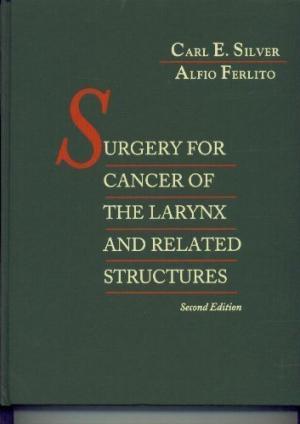 CARL E. SILVER
ALFIO FERLITO
SURGERY FOR
CANCER OF
THE LARYNX
AND RELATED
STRUCTURES
Second Edition